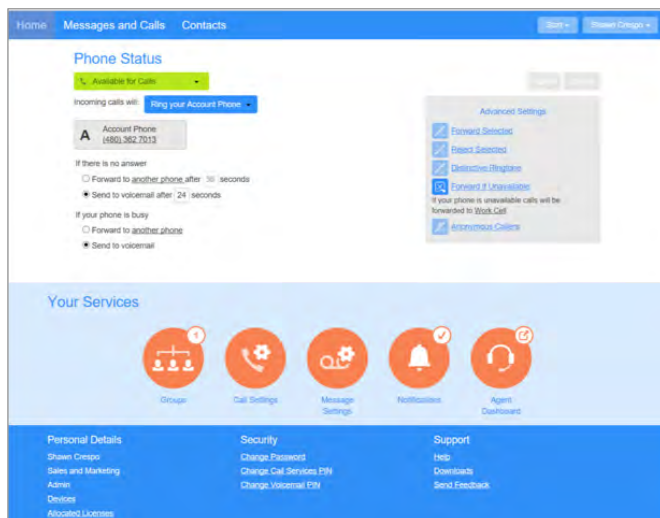 Home Messages and Calls Contacts Start Shawn Crespo
Phone Status
Available for Calls
Incoming calls will: Ring your Account Phone
A Account Phone
(480) 362 7013
If there is no answer
Forward to another phone after 36 seconds
Send to voicemail after 24 seconds
If your phone is busy
Forward to another phone
Send to voicemail
Advanced Settings
Forward Selected
Reject Selected
Distinctive Ringtone
Forward if Unavailable
If your phone is unavailable calls will be
forwarded to Work Cell
Anonymous Callers
Your Services
1
Groups
Call Settings
Message
Settings
Notifications
Agent
Dashboard
Personal Details
Shawn Crespo
Sales and Marketing
Admin
Devices
Allocated Licenses
Security
Change Password
Change Call Services PIN
Change Voicemail PIN
Support
Help
Downloads
Send Feedback